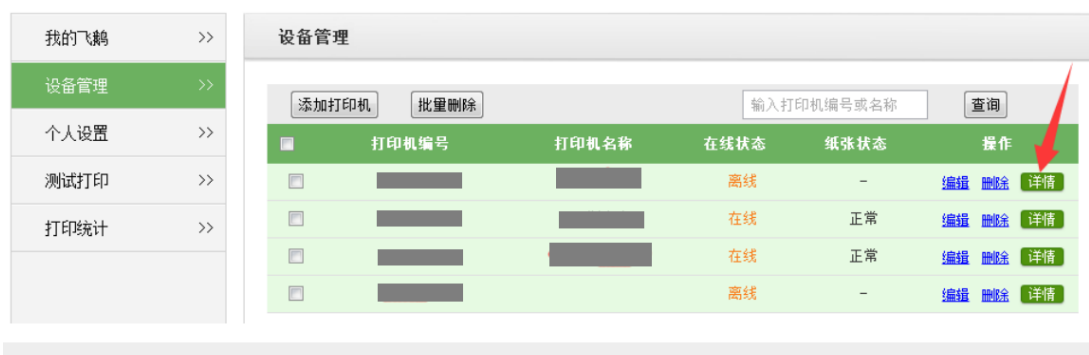 我的飞鹅 >>
设备管理 >>
个人设置 >>
测试打印 >>
打印统计 >>
设备管理
添加打印机 批量删除 输入打印机编号或名称 查询
打印机编号 打印机名称 在线状态 纸张状态 操作
离线 - 编辑 删除 详情
在线 正常 编辑 删除 详情
在线 正常 编辑 删除 详情
离线 - 编辑 删除 详情